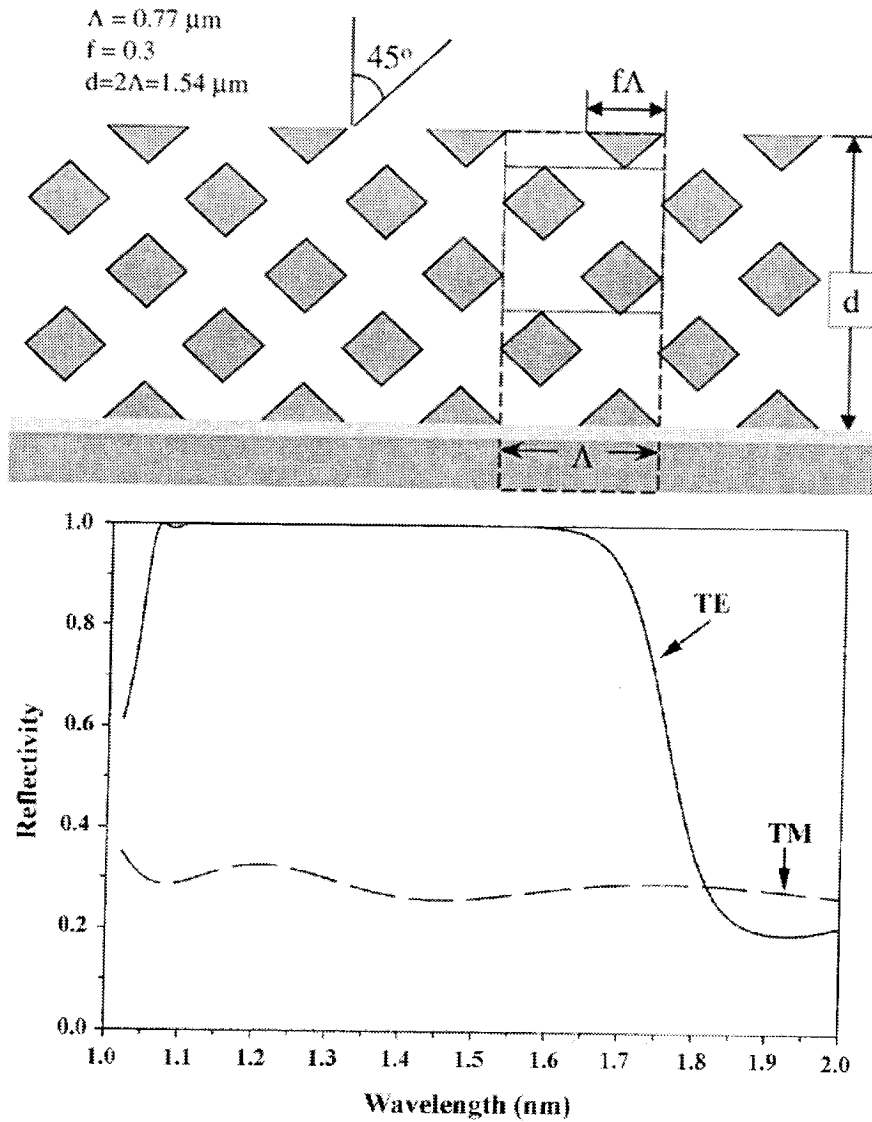 Λ = 0.77 μm
f = 0.3
d=2Λ=1.54 μm
45°
fΛ
d
Λ
1.0
0.8
0.6
0.4
0.2
0.0
Reflectivity
TE
TM
1.0 1.1 1.2 1.3 1.4 1.5 1.6 1.7 1.8 1.9 2.0
Wavelength (nm)